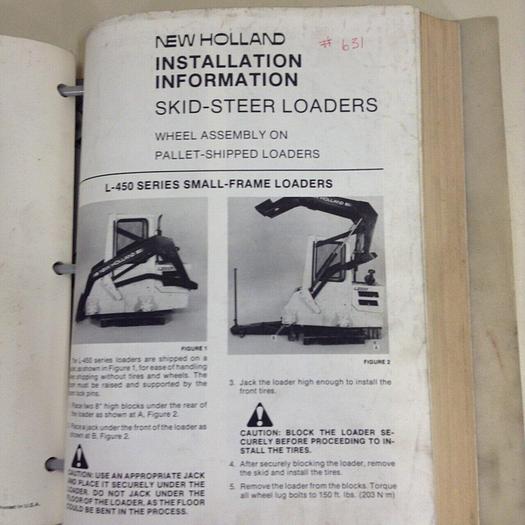 NEW HOLLAND
# 631
INSTALLATION
INFORMATION
SKID-STEER LOADERS
WHEEL ASSEMBLY ON
PALLET-SHIPPED LOADERS
L-450 SERIES SMALL-FRAME LOADERS
FIGURE 1
The L-450 series loaders are shipped on a
as shown in Figure 1, for ease of handling
shipping without tires and wheels. The
must be raised and supported by the
lock pins.
Place two 8" high blocks under the rear of
the loader as shown at A, Figure 2.
Place a jack under the front of the loader as
shown at B, Figure 2.
CAUTION: USE AN APPROPRIATE JACK
AND PLACE IT SECURELY UNDER THE
LOADER. DO NOT JACK UNDER THE
FLOOR OF THE LOADER, AS THE FLOOR
COULD BE BENT IN THE PROCESS.
Printed in U.S.A.
FIGURE 2
3. Jack the loader high enough to install the
front tires.
CAUTION: BLOCK THE LOADER SE-
CURELY BEFORE PROCEEDING TO IN-
STALL THE TIRES.
4. After securely blocking the loader, remove
the skid and install the tires.
5. Remove the loader from the blocks. Torque
all wheel lug bolts to 150 ft. lbs. (203 N·m)